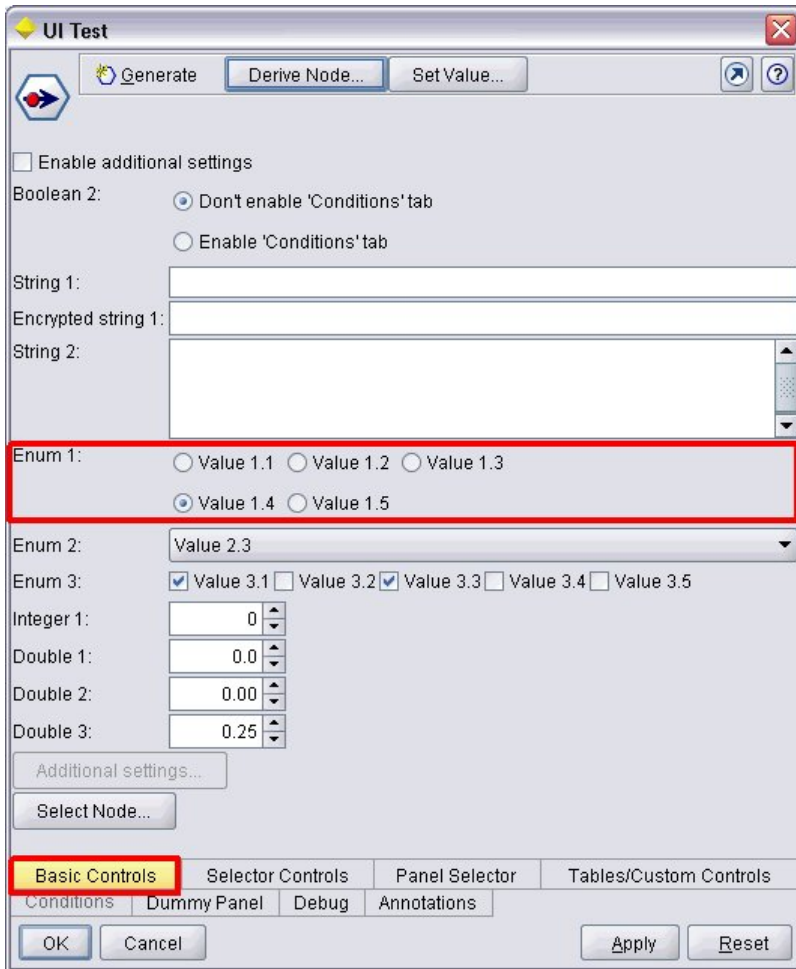 UI Test
Generate Derive Node... Set Value... ?
Enable additional settings
Boolean 2: Don't enable 'Conditions' tab
Enable 'Conditions' tab
String 1:
Encrypted string 1:
String 2:
Enum 1: Value 1.1 Value 1.2 Value 1.3
Value 1.4 Value 1.5
Enum 2: Value 2.3
Enum 3: Value 3.1 Value 3.2 Value 3.3 Value 3.4 Value 3.5
Integer 1: 0
Double 1: 0.0
Double 2: 0.00
Double 3: 0.25
Additional settings...
Select Node...
Basic Controls Selector Controls Panel Selector Tables/Custom Controls
Conditions Dummy Panel Debug Annotations
OK Cancel Apply Reset